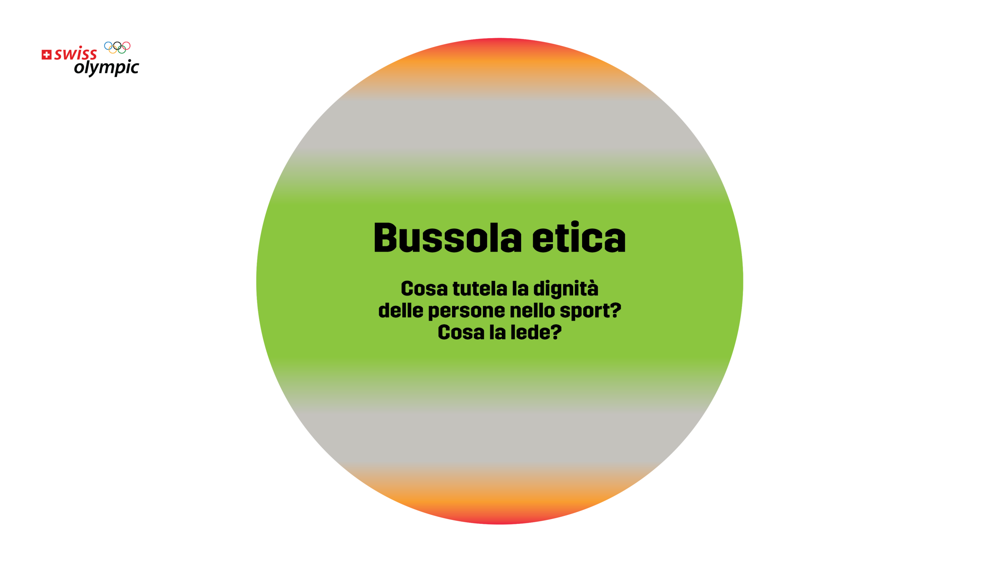 swiss
olympic
Bussola etica
Cosa tutela la dignità
delle persone nello sport?
Cosa la lede?